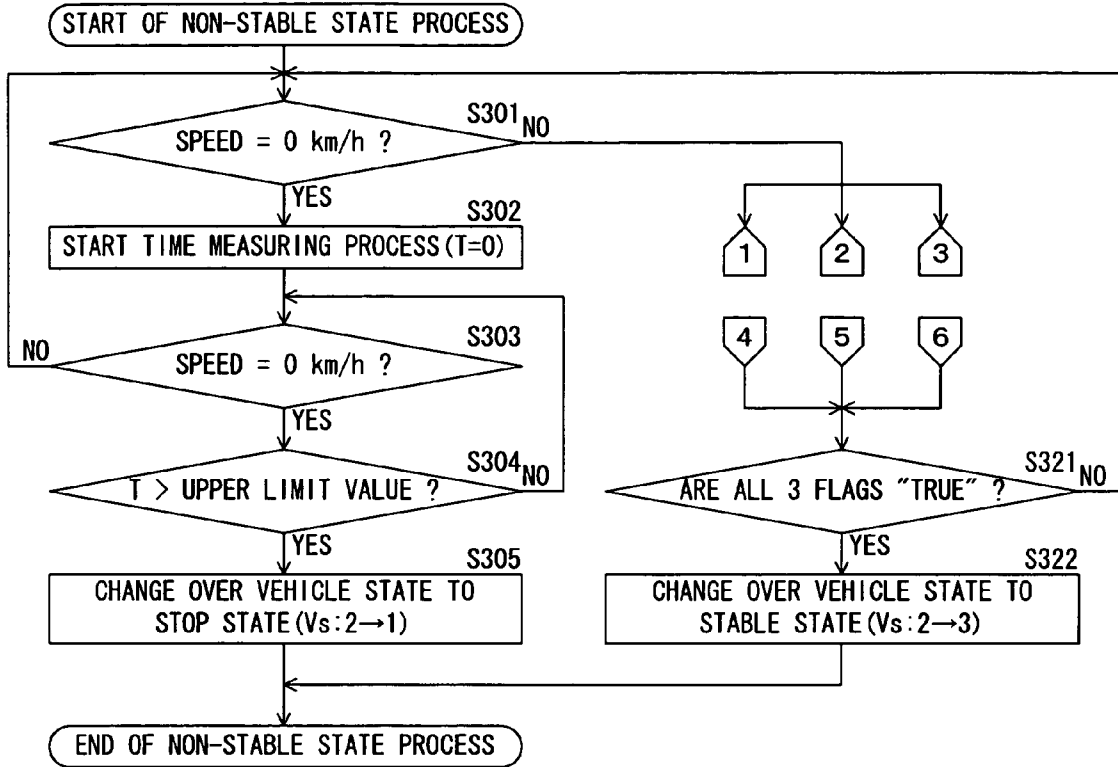 START OF NON-STABLE STATE PROCESS
S301
SPEED = 0 km/h ?
NO
YES
S302
START TIME MEASURING PROCESS(T=0)
1
2
3
S303
NO
SPEED = 0 km/h ?
4
5
6
YES
S304
T > UPPER LIMIT VALUE ?
NO
S321
ARE ALL 3 FLAGS "TRUE" ?
NO
YES
S305
CHANGE OVER VEHICLE STATE TO
STOP STATE(Vs:2→1)
YES
S322
CHANGE OVER VEHICLE STATE TO
STABLE STATE(Vs:2→3)
END OF NON-STABLE STATE PROCESS